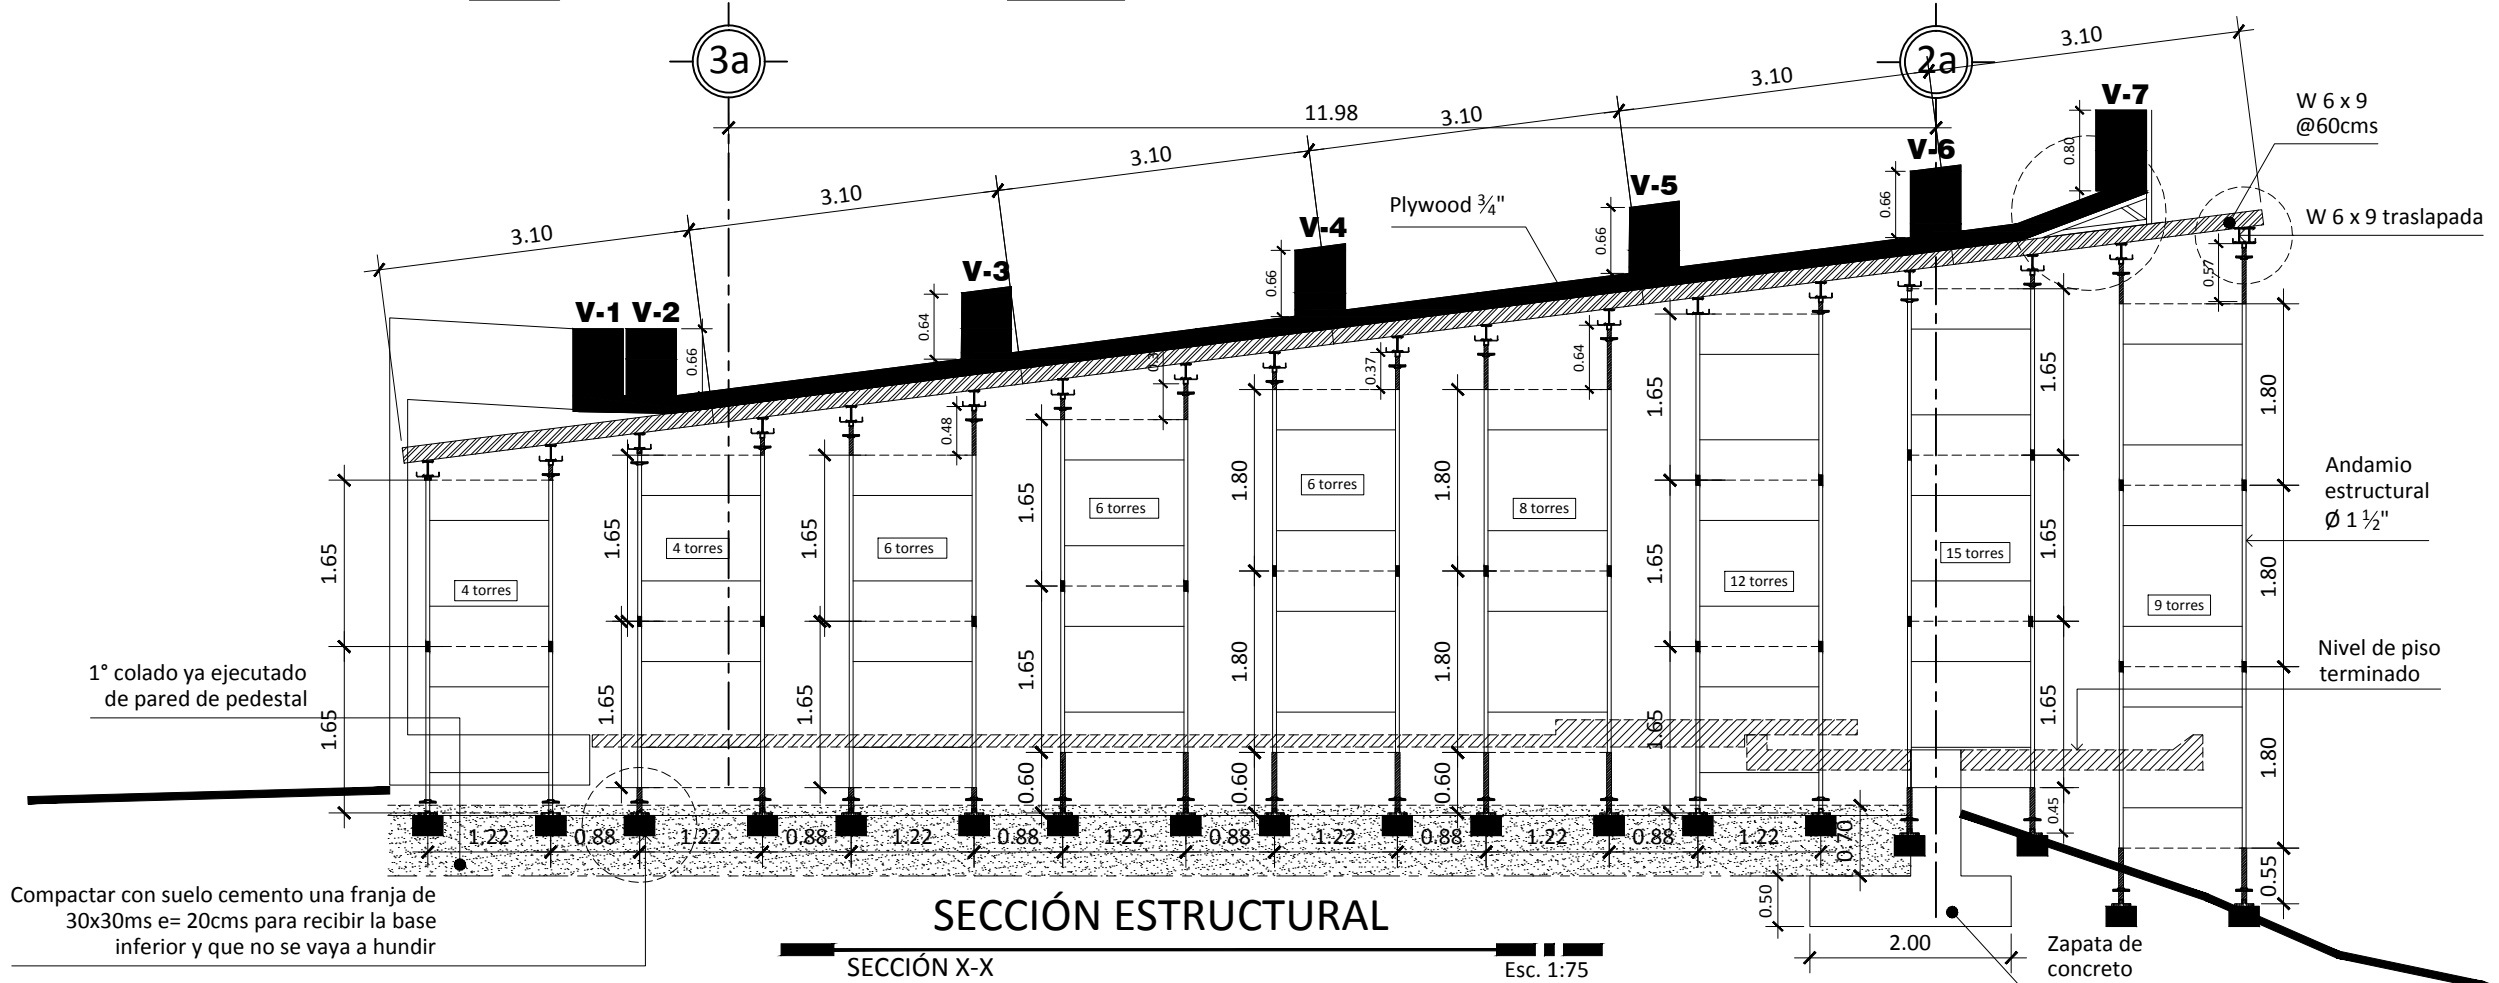 3a
2a
3.10
3.10
3.10
3.10
3.10
3.10
11.98
V-1
V-2
V-3
V-4
V-5
V-6
V-7
0.66
0.64
0.66
0.66
0.66
0.80
W 6 x 9
@60cms
W 6 x 9 traslapada
Plywood ¾"
0.48
0.37
0.64
0.57
1.65
1.65
1.65
1.65
1.65
1.65
1.65
1.65
0.60
1.80
1.80
0.60
1.80
1.80
0.60
1.65
1.65
1.65
1.65
1.65
1.65
0.45
1.80
1.80
1.80
0.55
4 torres
4 torres
6 torres
6 torres
6 torres
8 torres
12 torres
15 torres
9 torres
Andamio
estructural
Ø 1 ½"
Nivel de piso
terminado
1° colado ya ejecutado
de pared de pedestal
1.22
0.88
1.22
0.88
1.22
0.88
1.22
0.88
1.22
0.88
1.22
0.88
1.22
0.70
0.50
2.00
Compactar con suelo cemento una franja de
30x30ms e= 20cms para recibir la base
inferior y que no se vaya a hundir
SECCIÓN ESTRUCTURAL
SECCIÓN X-X
Esc. 1:75
Zapata de
concreto